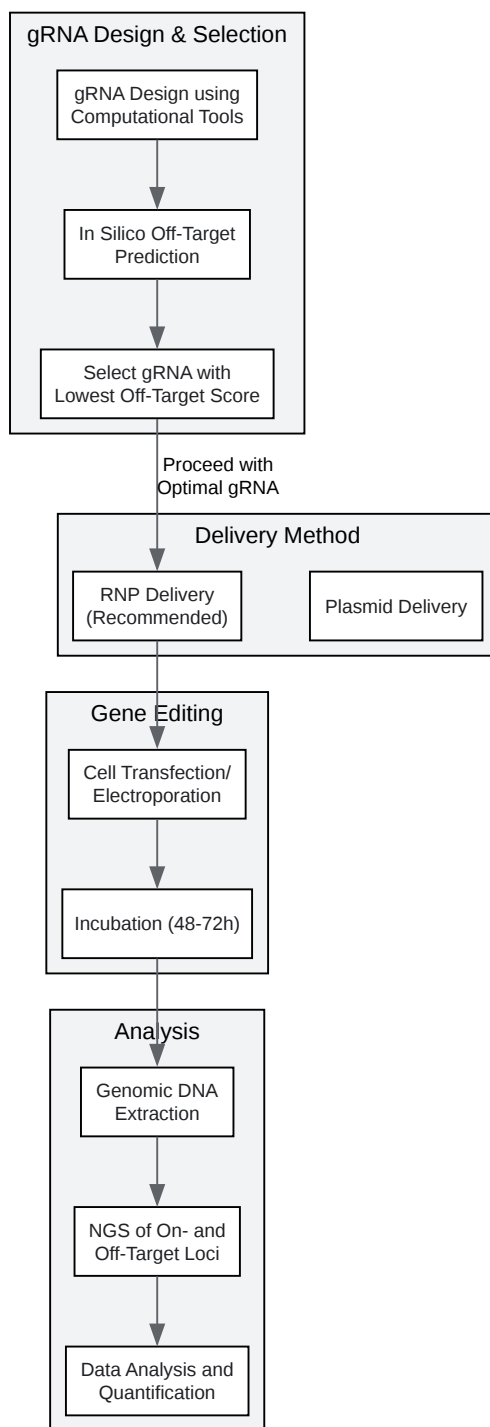 gRNA Design & Selection
gRNA Design using
Computational Tools
In Silico Off-Target
Prediction
Select gRNA with
Lowest Off-Target Score
Proceed with
Optimal gRNA
Delivery Method
RNP Delivery
(Recommended)
Plasmid Delivery
Gene Editing
Cell Transfection/
Electroporation
Incubation (48-72h)
Analysis
Genomic DNA
Extraction
NGS of On- and
Off-Target Loci
Data Analysis and
Quantification